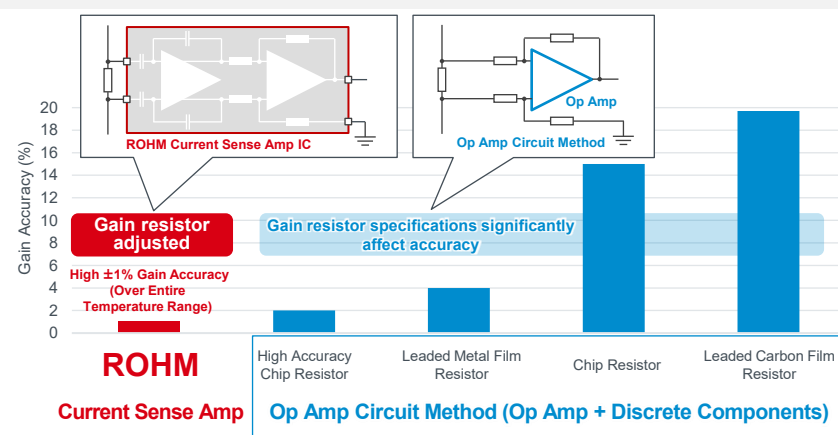 ROHM Current Sense Amp IC
Op Amp
Op Amp Circuit Method
Gain Accuracy (%)
20
18
16
14
12
10
8
6
4
2
0
Gain resistor
adjusted
High ±1% Gain Accuracy
(Over Entire
Temperature Range)
Gain resistor specifications significantly
affect accuracy
ROHM
Current Sense Amp
High Accuracy
Chip Resistor
Leaded Metal Film
Resistor
Chip Resistor
Leaded Carbon Film
Resistor
Op Amp Circuit Method (Op Amp + Discrete Components)